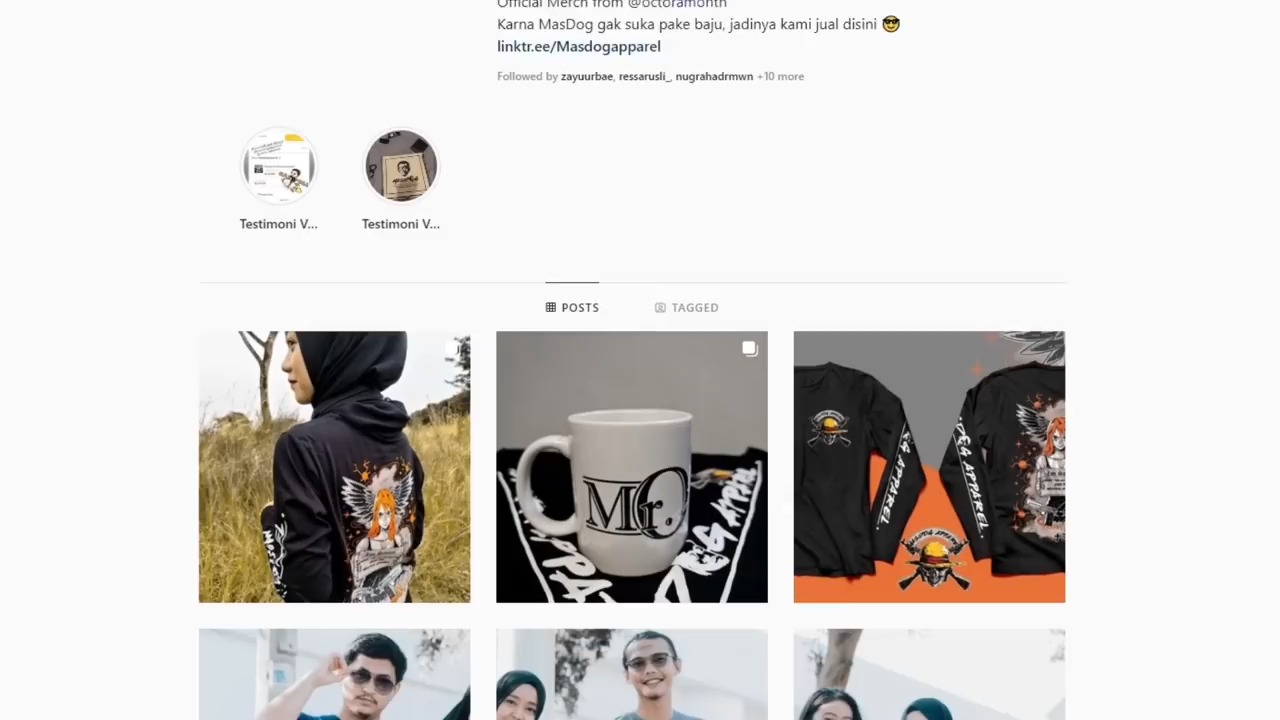 Official Merch from @octoramonth
Karna MasDog gak suka pake baju, jadinya kami jual disini 😎
linktr.ee/Masdogapparel
Followed by zayuurbae, ressarusli_, nugrahadrmwn +10 more
Testimoni V...
Testimoni V...
POSTS
TAGGED
Mr.O